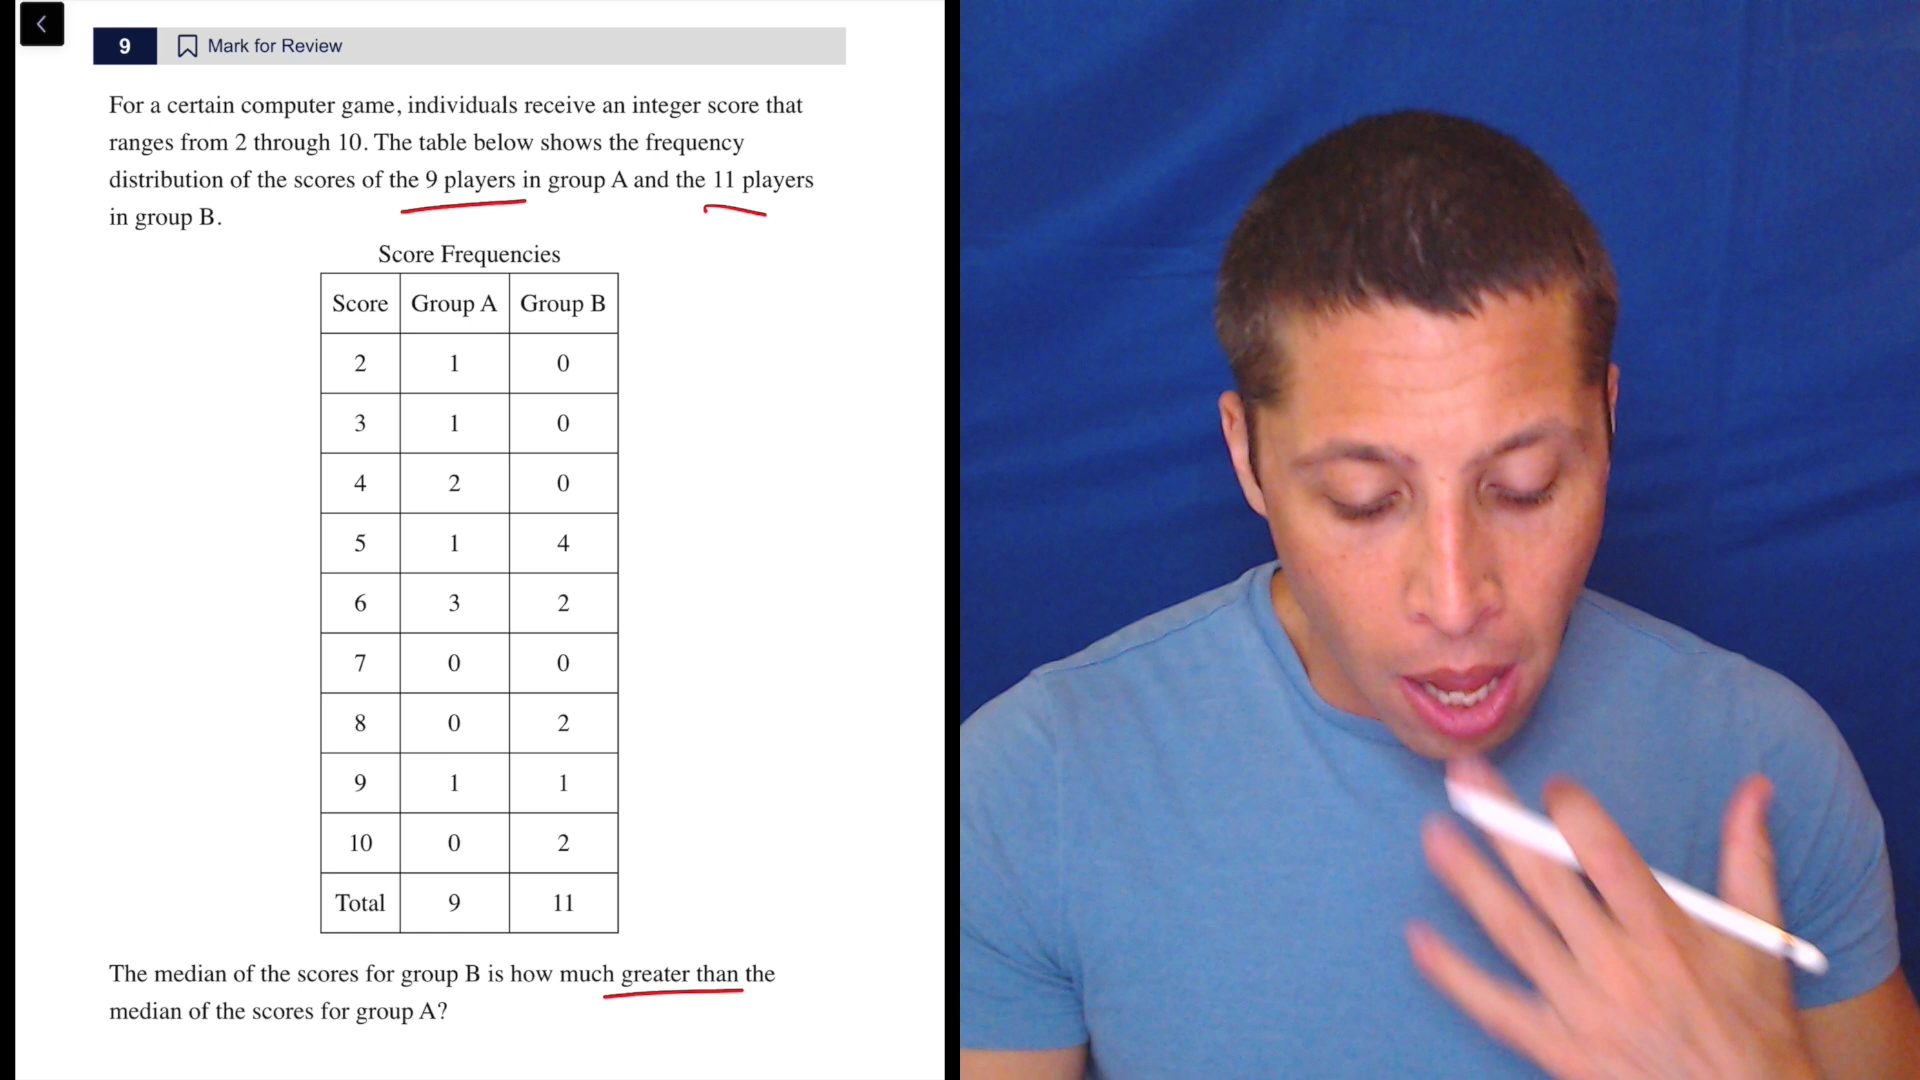 9 Mark for Review
For a certain computer game, individuals receive an integer score that
ranges from 2 through 10. The table below shows the frequency
distribution of the scores of the 9 players in group A and the 11 players
in group B.
Score Frequencies
Score Group A Group B
2 1 0
3 1 0
4 2 0
5 1 4
6 3 2
7 0 0
8 0 2
9 1 1
10 0 2
Total 9 11
The median of the scores for group B is how much greater than the
median of the scores for group A?